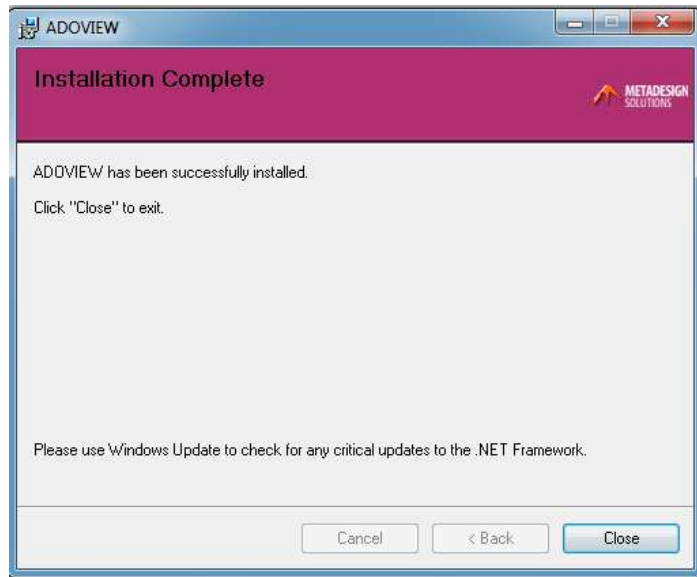 ADOVIEW
Installation Complete
METADESIGN
SOLUTIONS
ADOVIEW has been successfully installed.
Click "Close" to exit.
Please use Windows Update to check for any critical updates to the .NET Framework.
Cancel
< Back
Close